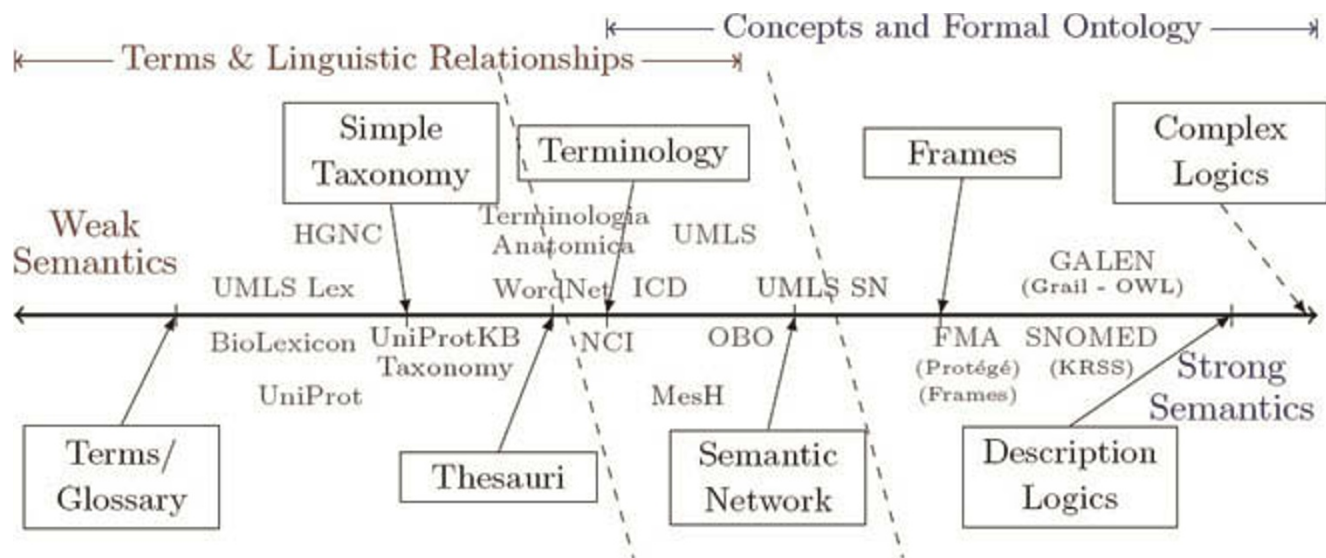 Concepts and Formal Ontology
Terms & Linguistic Relationships
Simple
Taxonomy
Terminology
Frames
Complex
Logics
Weak
Semantics
HGNC
Terminologia
Anatomica
UMLS
GALEN
(Grail - OWL)
UMLS Lex
WordNet
ICD
UMLS SN
BioLexicon
UniProtKB
Taxonomy
NCI
OBO
FMA
(Protégé)
(Frames)
SNOMED
(KRSS)
Strong
Semantics
UniProt
MesH
Terms/
Glossary
Thesauri
Semantic
Network
Description
Logics